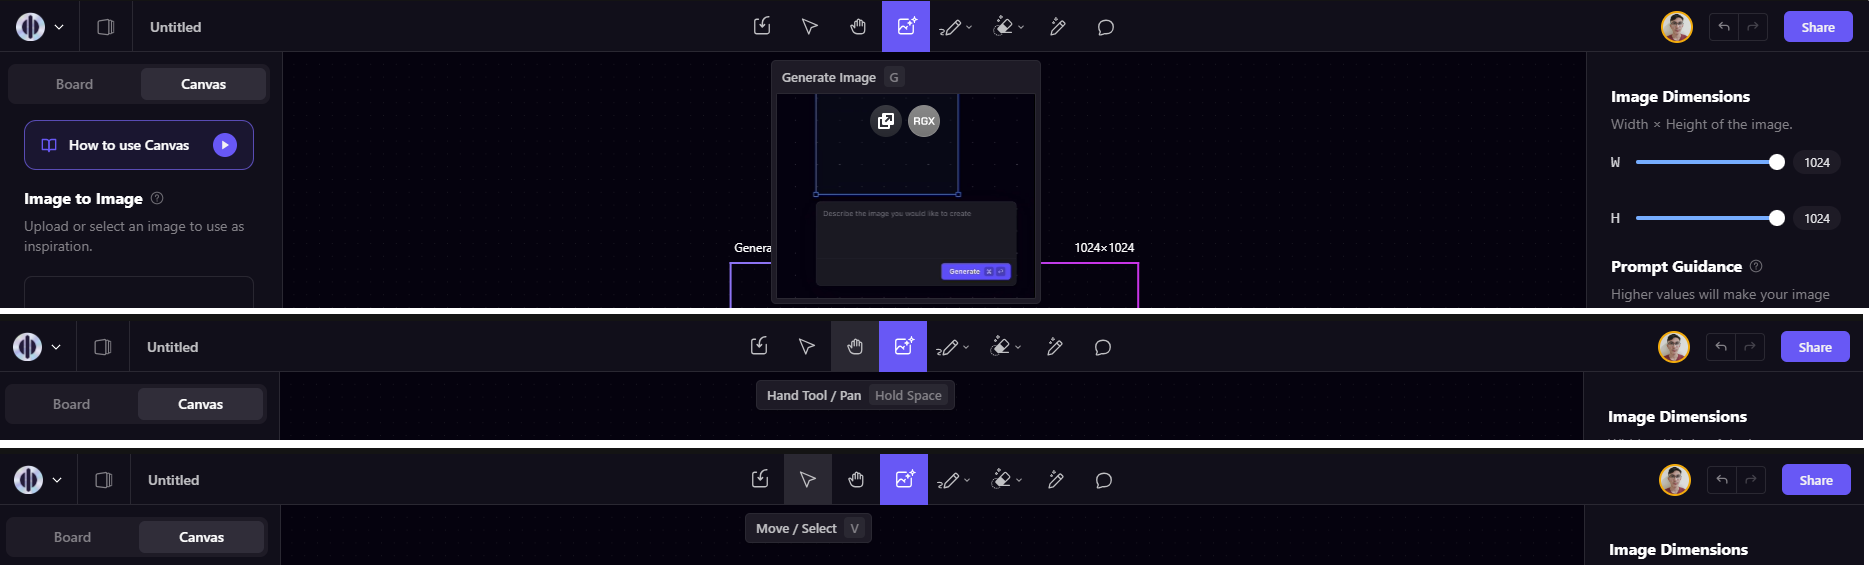 Untitled
Share
Board
Canvas
How to use Canvas
Image to Image
Upload or select an image to use as
inspiration.
Generate Image G
RGX
Describe the image you would like to create
Generate
Genera
1024×1024
Image Dimensions
Width × Height of the image.
W 1024
H 1024
Prompt Guidance
Higher values will make your image
Untitled
Share
Board
Canvas
Hand Tool / Pan Hold Space
Image Dimensions
Untitled
Share
Board
Canvas
Move / Select V
Image Dimensions